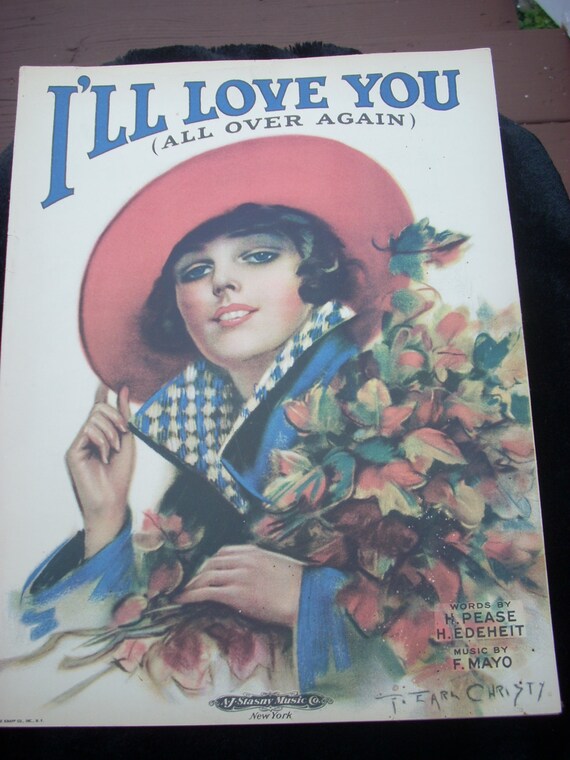 I'LL LOVE YOU
(ALL OVER AGAIN)
WORDS BY
H. PEASE
H. EDEHEIT
MUSIC BY
F. MAYO
F. EARL CHRISTY
A·J·Stasny Music Co.
New York